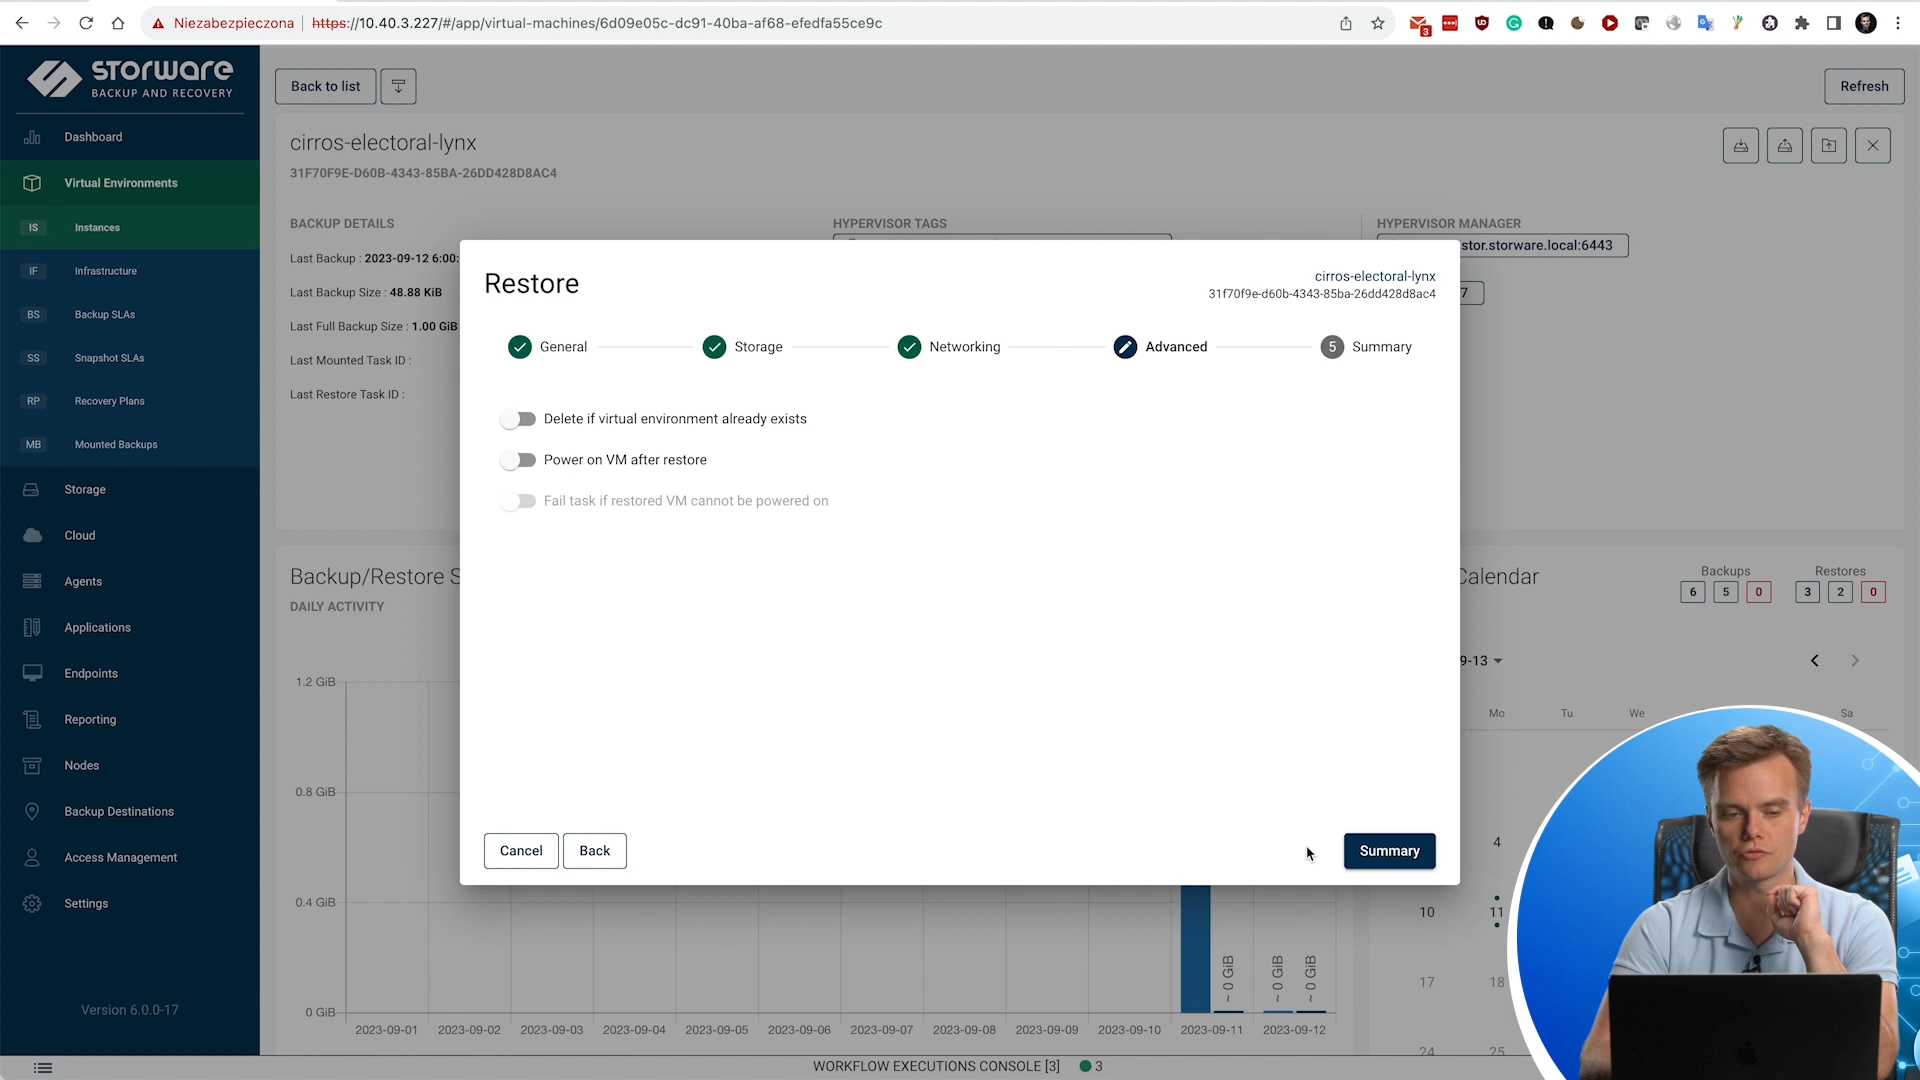 Niezabezpieczona
https://10.40.3.227/#/app/virtual-machines/6d09e05c-dc91-40ba-af68-efedfa55ce9c
3
STORWARE
BACKUP AND RECOVERY
Dashboard
Virtual Environments
IS Instances
IF Infrastructure
BS Backup SLAs
SS Snapshot SLAs
RP Recovery Plans
MB Mounted Backups
Storage
Cloud
Agents
Applications
Endpoints
Reporting
Nodes
Backup Destinations
Access Management
Settings
Version 6.0.0-17
Back to list
Refresh
cirros-electoral-lynx
31F70F9E-D60B-4343-85BA-26DD428D8AC4
BACKUP DETAILS
HYPERVISOR TAGS
HYPERVISOR MANAGER
Last Backup : 2023-09-12 6:00:
stor.storware.local:6443
Last Backup Size : 48.88 KiB
7
Last Full Backup Size : 1.00 GiB
Last Mounted Task ID :
Last Restore Task ID :
Restore
cirros-electoral-lynx
31f70f9e-d60b-4343-85ba-26dd428d8ac4
General
Storage
Networking
Advanced
5 Summary
Delete if virtual environment already exists
Power on VM after restore
Fail task if restored VM cannot be powered on
Cancel
Back
Summary
Backup/Restore S
DAILY ACTIVITY
1.2 GiB
0.8 GiB
0.4 GiB
0 GiB
~ 0 GiB
~ 0 GiB
~ 0 GiB
2023-09-01
2023-09-02
2023-09-03
2023-09-04
2023-09-05
2023-09-06
2023-09-07
2023-09-08
2023-09-09
2023-09-10
2023-09-11
2023-09-12
Calendar
Backups
6 5 0
Restores
3 2 0
9-13
Mo Tu We Sa
4
10 11
17 18
24 25
WORKFLOW EXECUTIONS CONSOLE [3]
3